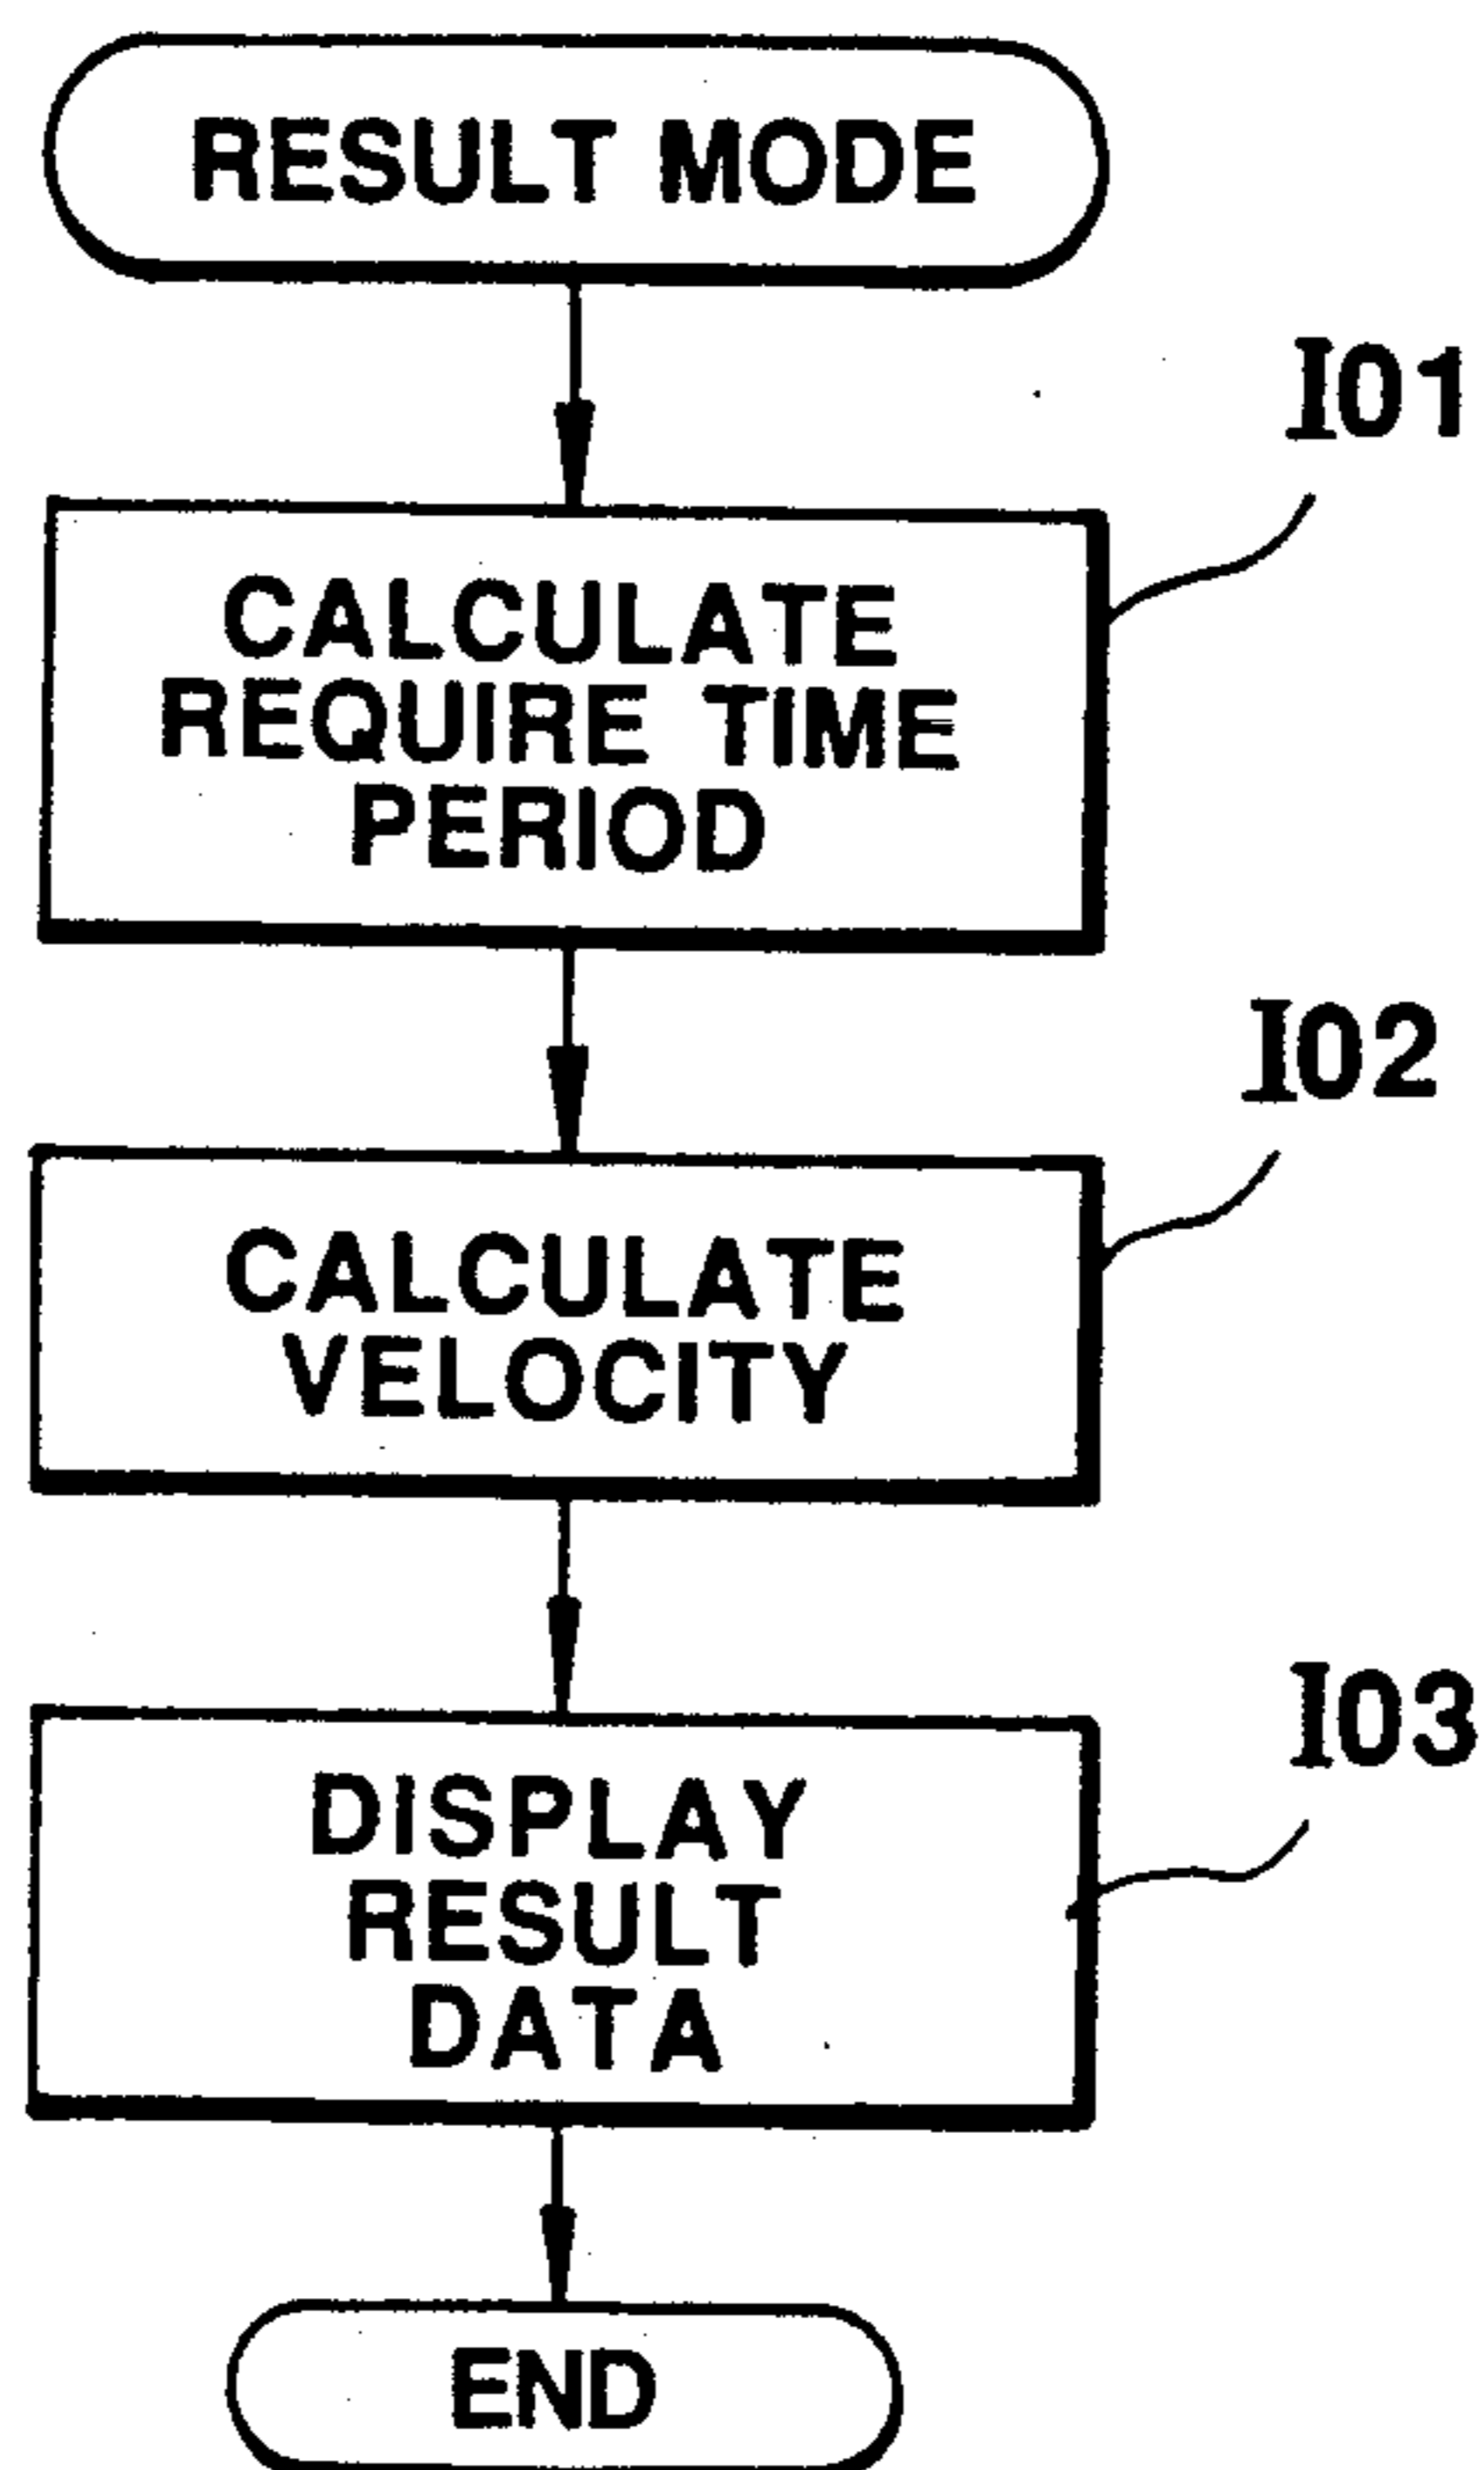 RESULT MODE
I01
CALCULATE
REQUIRE TIME
PERIOD
I02
CALCULATE
VELOCITY
I03
DISPLAY
RESULT
DATA
END